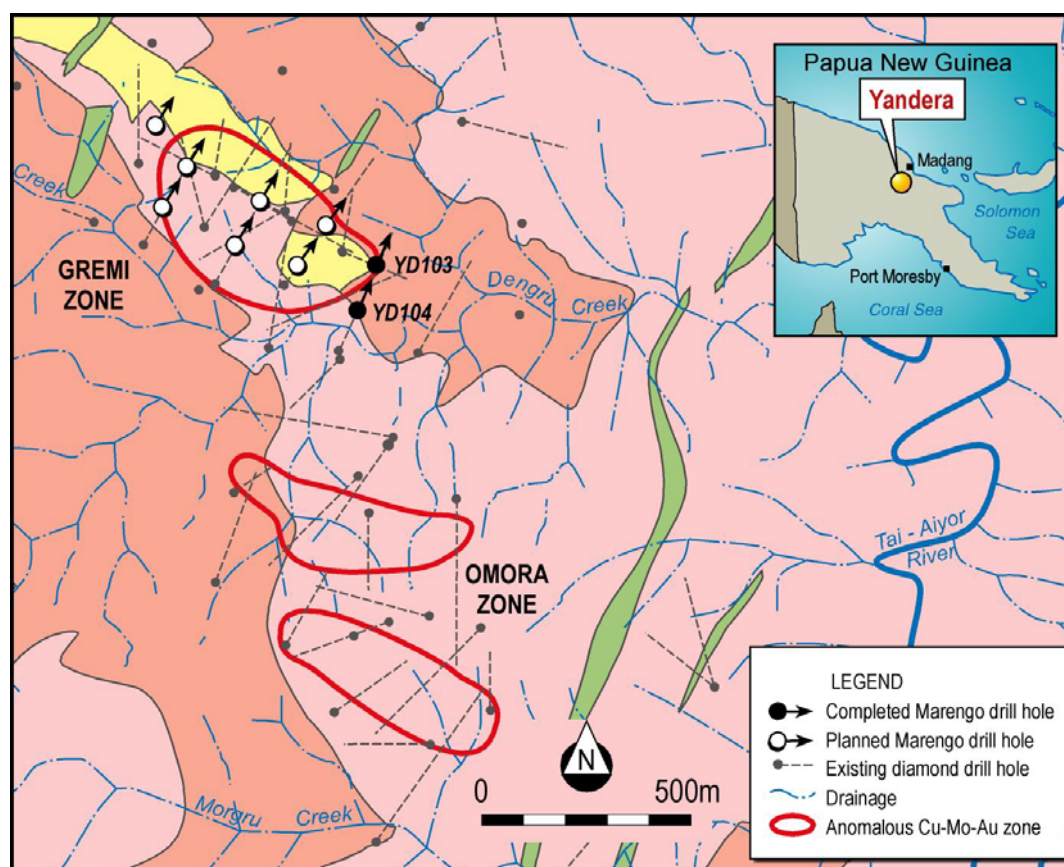 Papua New Guinea
Yandera
Madang
Solomon
Sea
Port Moresby
Coral Sea
Creek
GREMI
ZONE
YD103
YD104
Dengru
Creek
Tai - Aiyor
River
OMORA
ZONE
Morgru Creek
N
0 500m
LEGEND
Completed Marengo drill hole
Planned Marengo drill hole
Existing diamond drill hole
Drainage
Anomalous Cu-Mo-Au zone